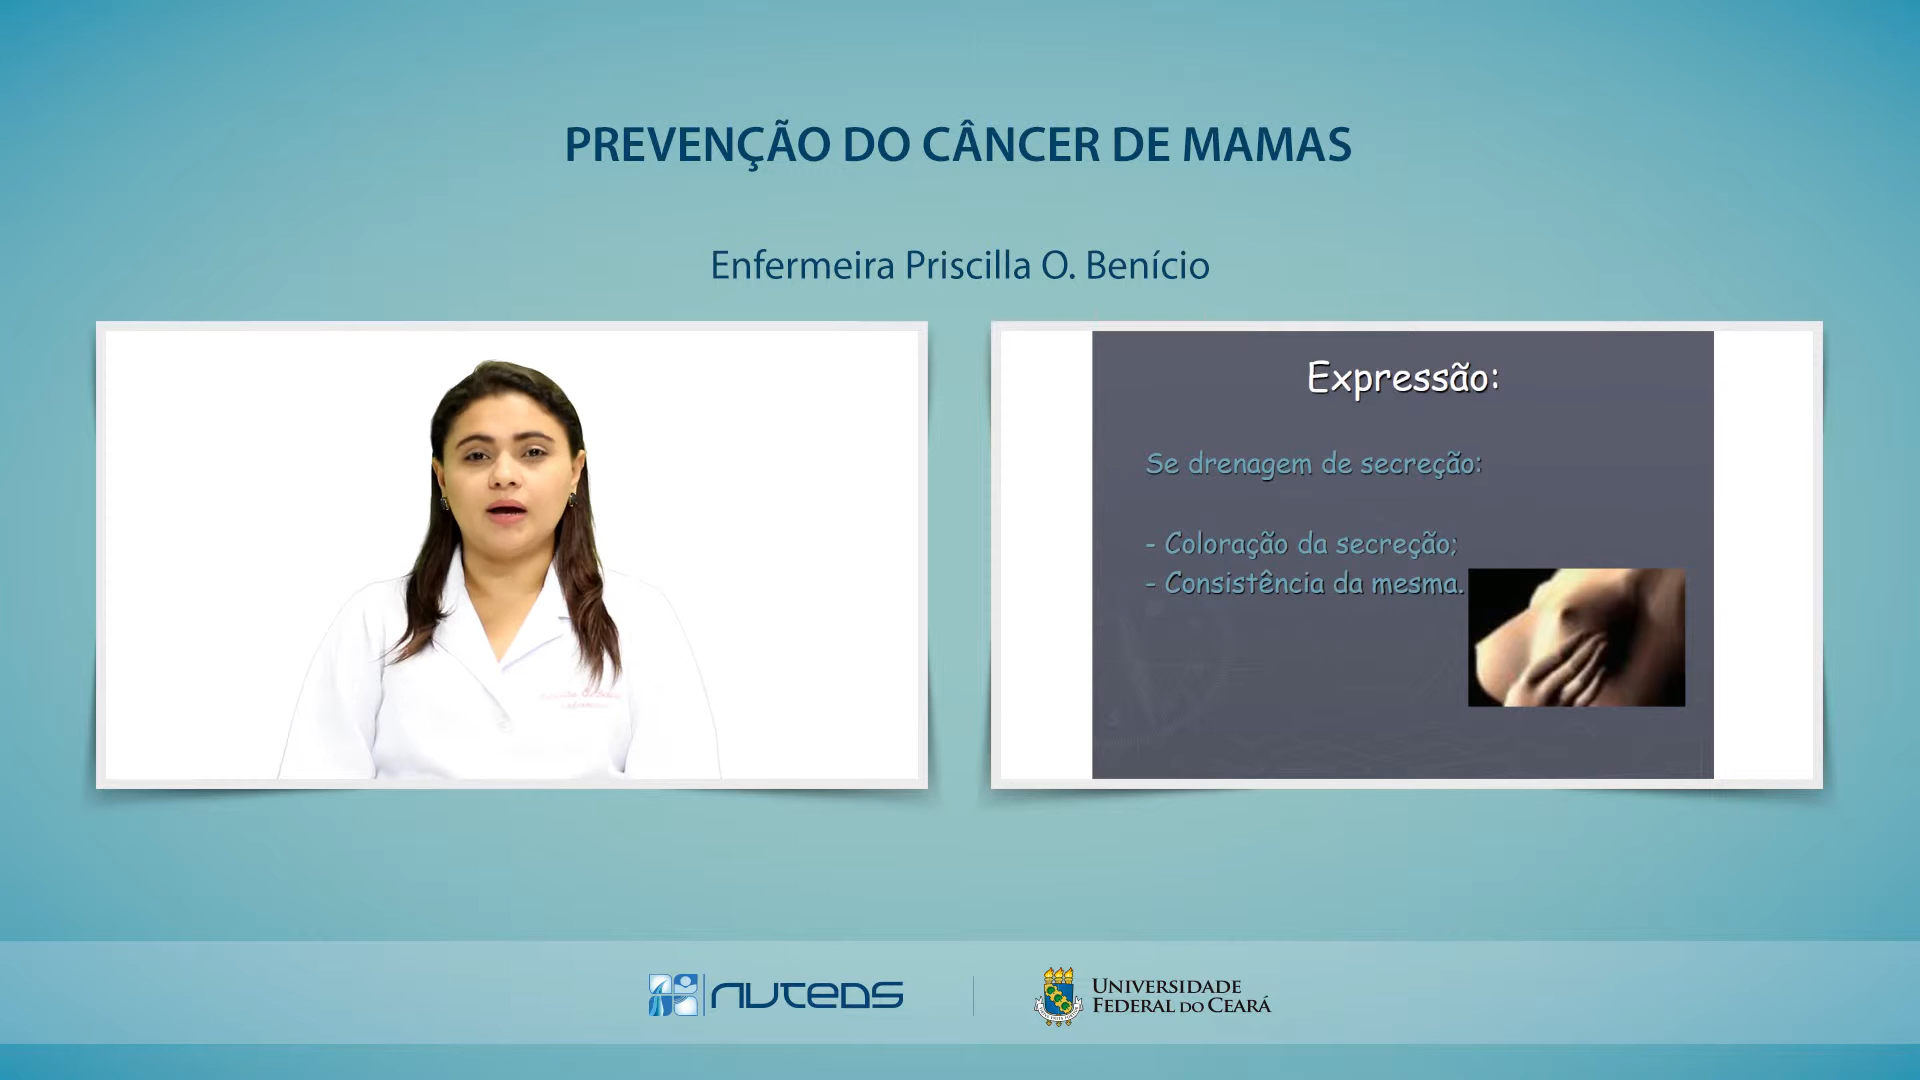 PREVENÇÃO DO CÂNCER DE MAMAS
Enfermeira Priscilla O. Benício
Expressão:
Se drenagem de secreção:
- Coloração da secreção;
- Consistência da mesma.
NUTEDS
UNIVERSIDADE
FEDERAL DO CEARÁ